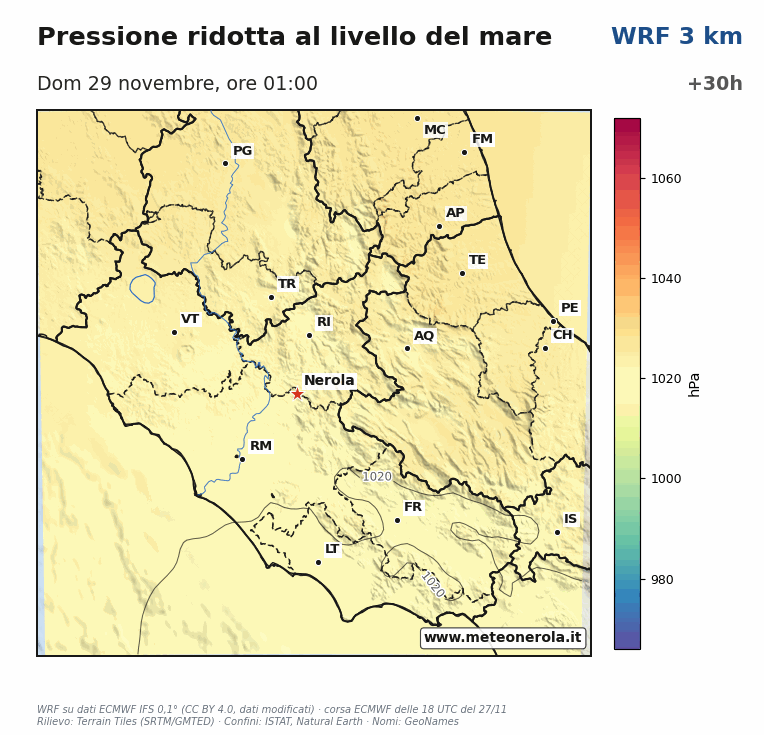 Pressione ridotta al livello del mare
WRF 3 km
Dom 29 novembre, ore 01:00
+30h
MC
FM
PG
AP
TE
TR
PE
VT
RI
CH
AQ
Nerola
RM
1020
FR
IS
LT
1020
www.meteonerola.it
1060
1040
1020
1000
980
hPa
WRF su dati ECMWF IFS 0,1° (CC BY 4.0, dati modificati) · corsa ECMWF delle 18 UTC del 27/11
Rilievo: Terrain Tiles (SRTM/GMTED) · Confini: ISTAT, Natural Earth · Nomi: GeoNames